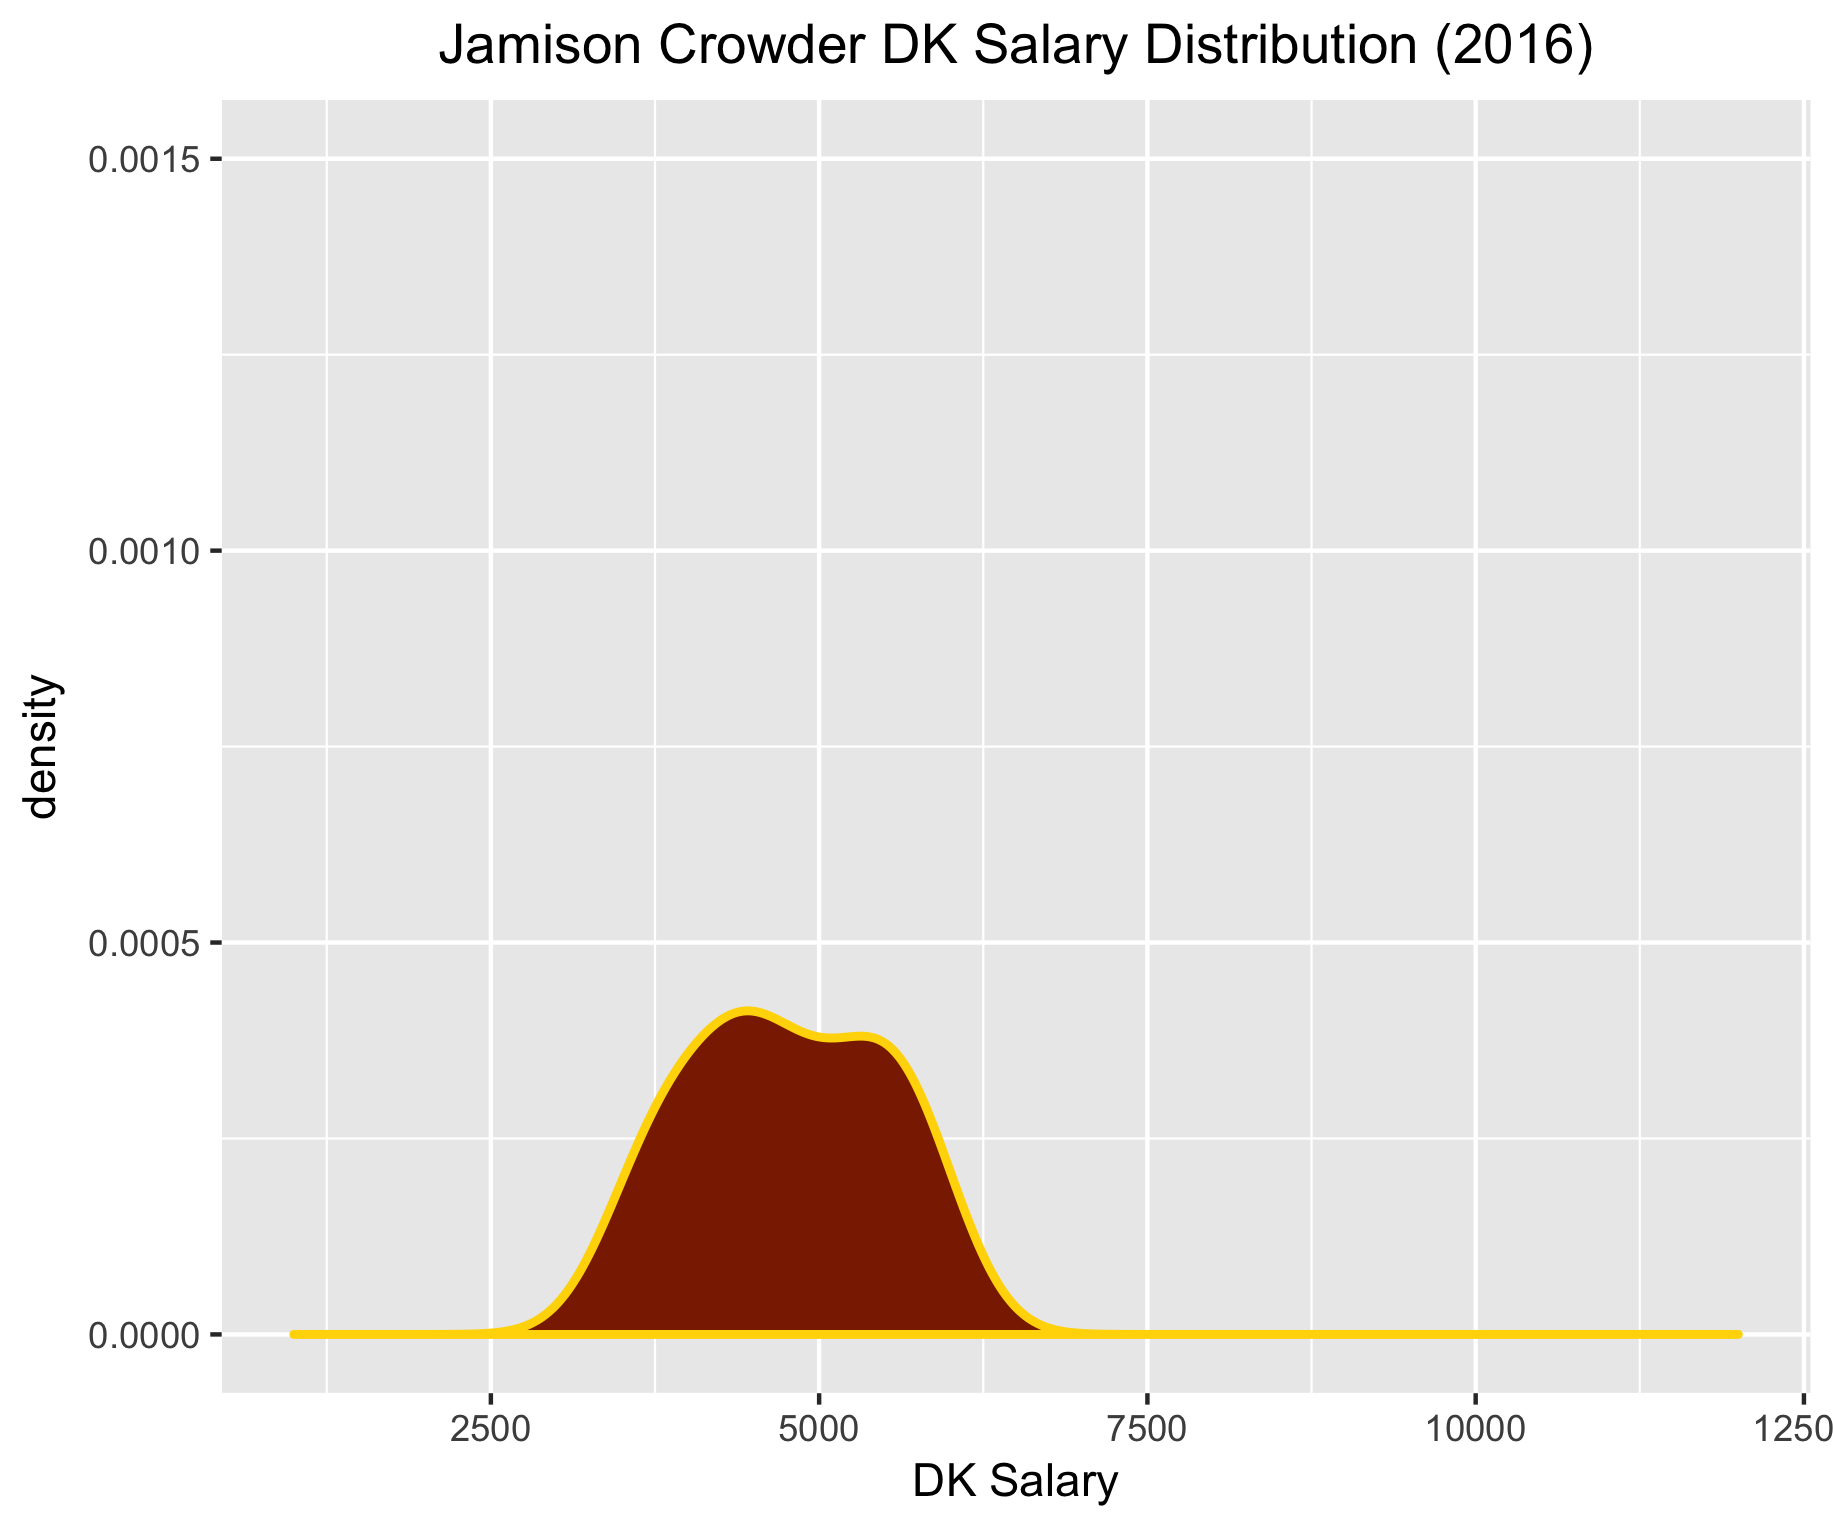 Jamison Crowder DK Salary Distribution (2016)
0.0015
0.0010
0.0005
0.0000
density
2500 5000 7500 10000 1250
DK Salary